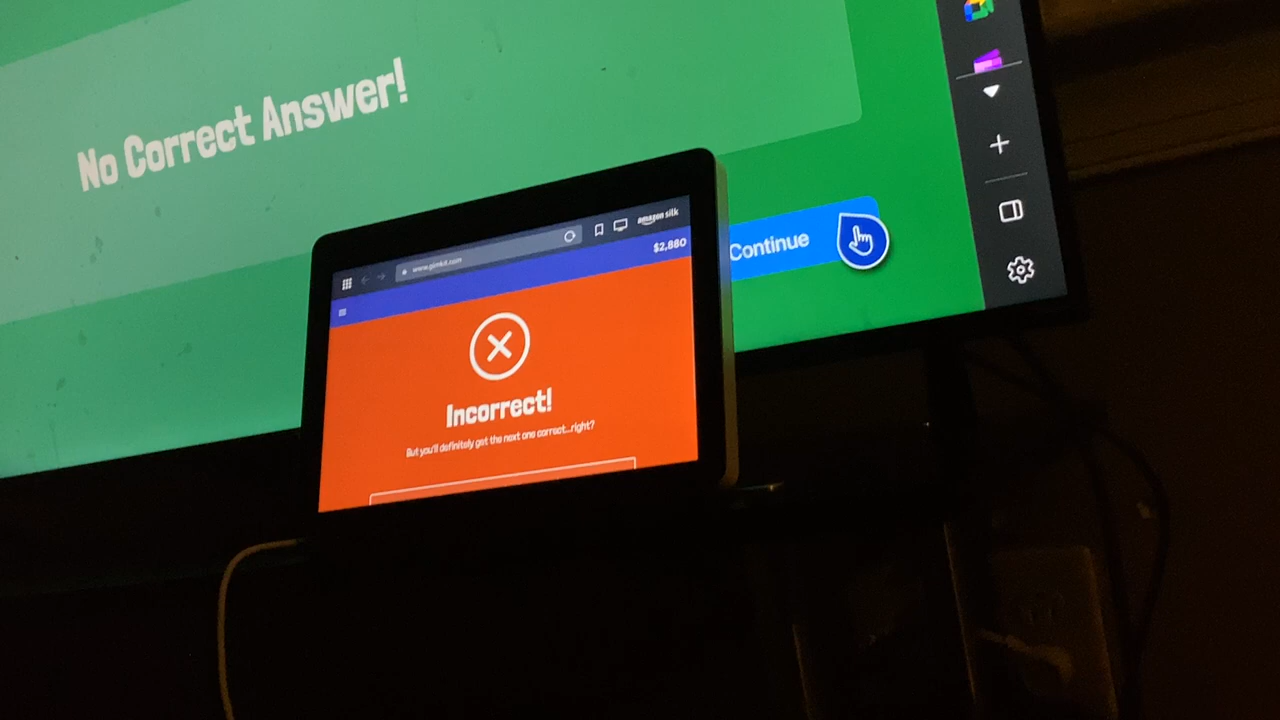 No Correct Answer!
Continue
amazon silk
www.gimkit.com
$2,880
Incorrect!
But you'll definitely get the next one correct...right?